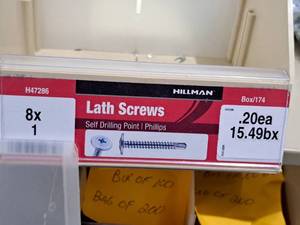 H47286
HILLMAN
Box/174
8x
1
Lath Screws
Self Drilling Point | Phillips
.20ea
15.49bx
BOX OF 100
BAG OF 200